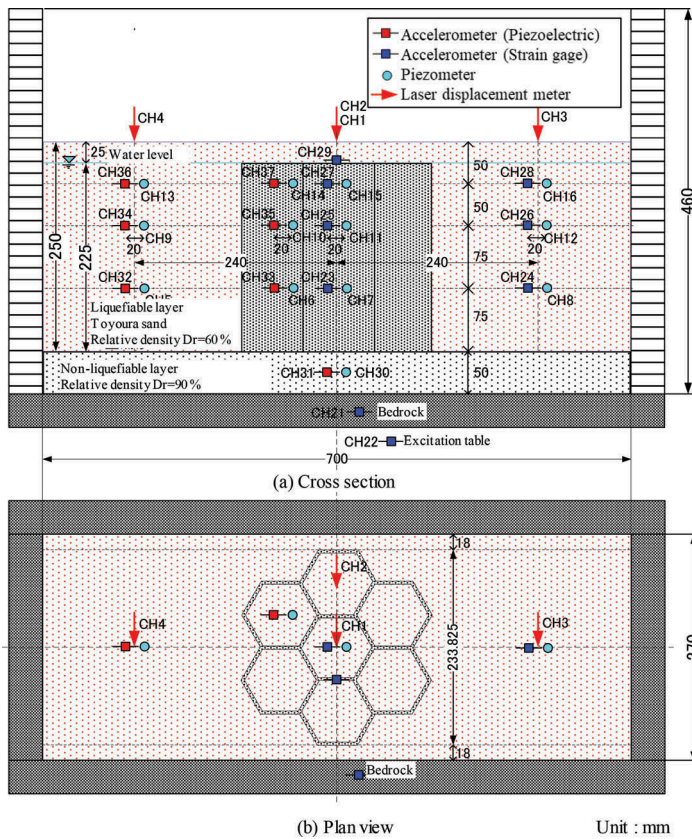 Accelerometer (Piezoelectric)
Accelerometer (Strain gage)
Piezometer
Laser displacement meter
CH4
CH2
CH1
CH3
25 Water level
CH29
50
CH36
CH37
CH27
CH28
CH13
CH14
CH15
CH16
50
CH34
CH35
CH25
CH26
CH9
CH10
CH11
CH12
20
20
20
20
250
225
240
240
75
460
CH32
CH33
CH23
CH24
CH6
CH7
CH8
75
Liquefiable layer
Toyoura sand
Relative density Dr=60%
Non-liquefiable layer
Relative density Dr=90%
CH31
CH30
50
CH21
Bedrock
CH22
Excitation table
700
(a) Cross section
18
CH2
CH4
CH1
CH3
233.825
18
Bedrock
(b) Plan view
Unit : mm